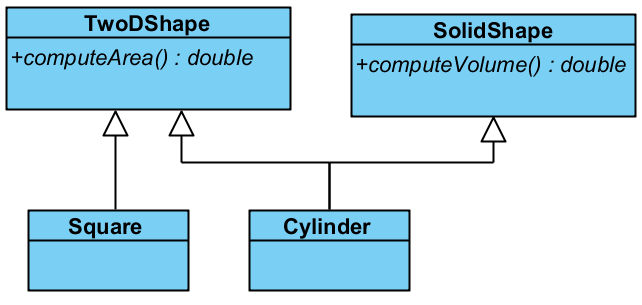 TwoDShape
+computeArea() : double
SolidShape
+computeVolume() : double
Square
Cylinder